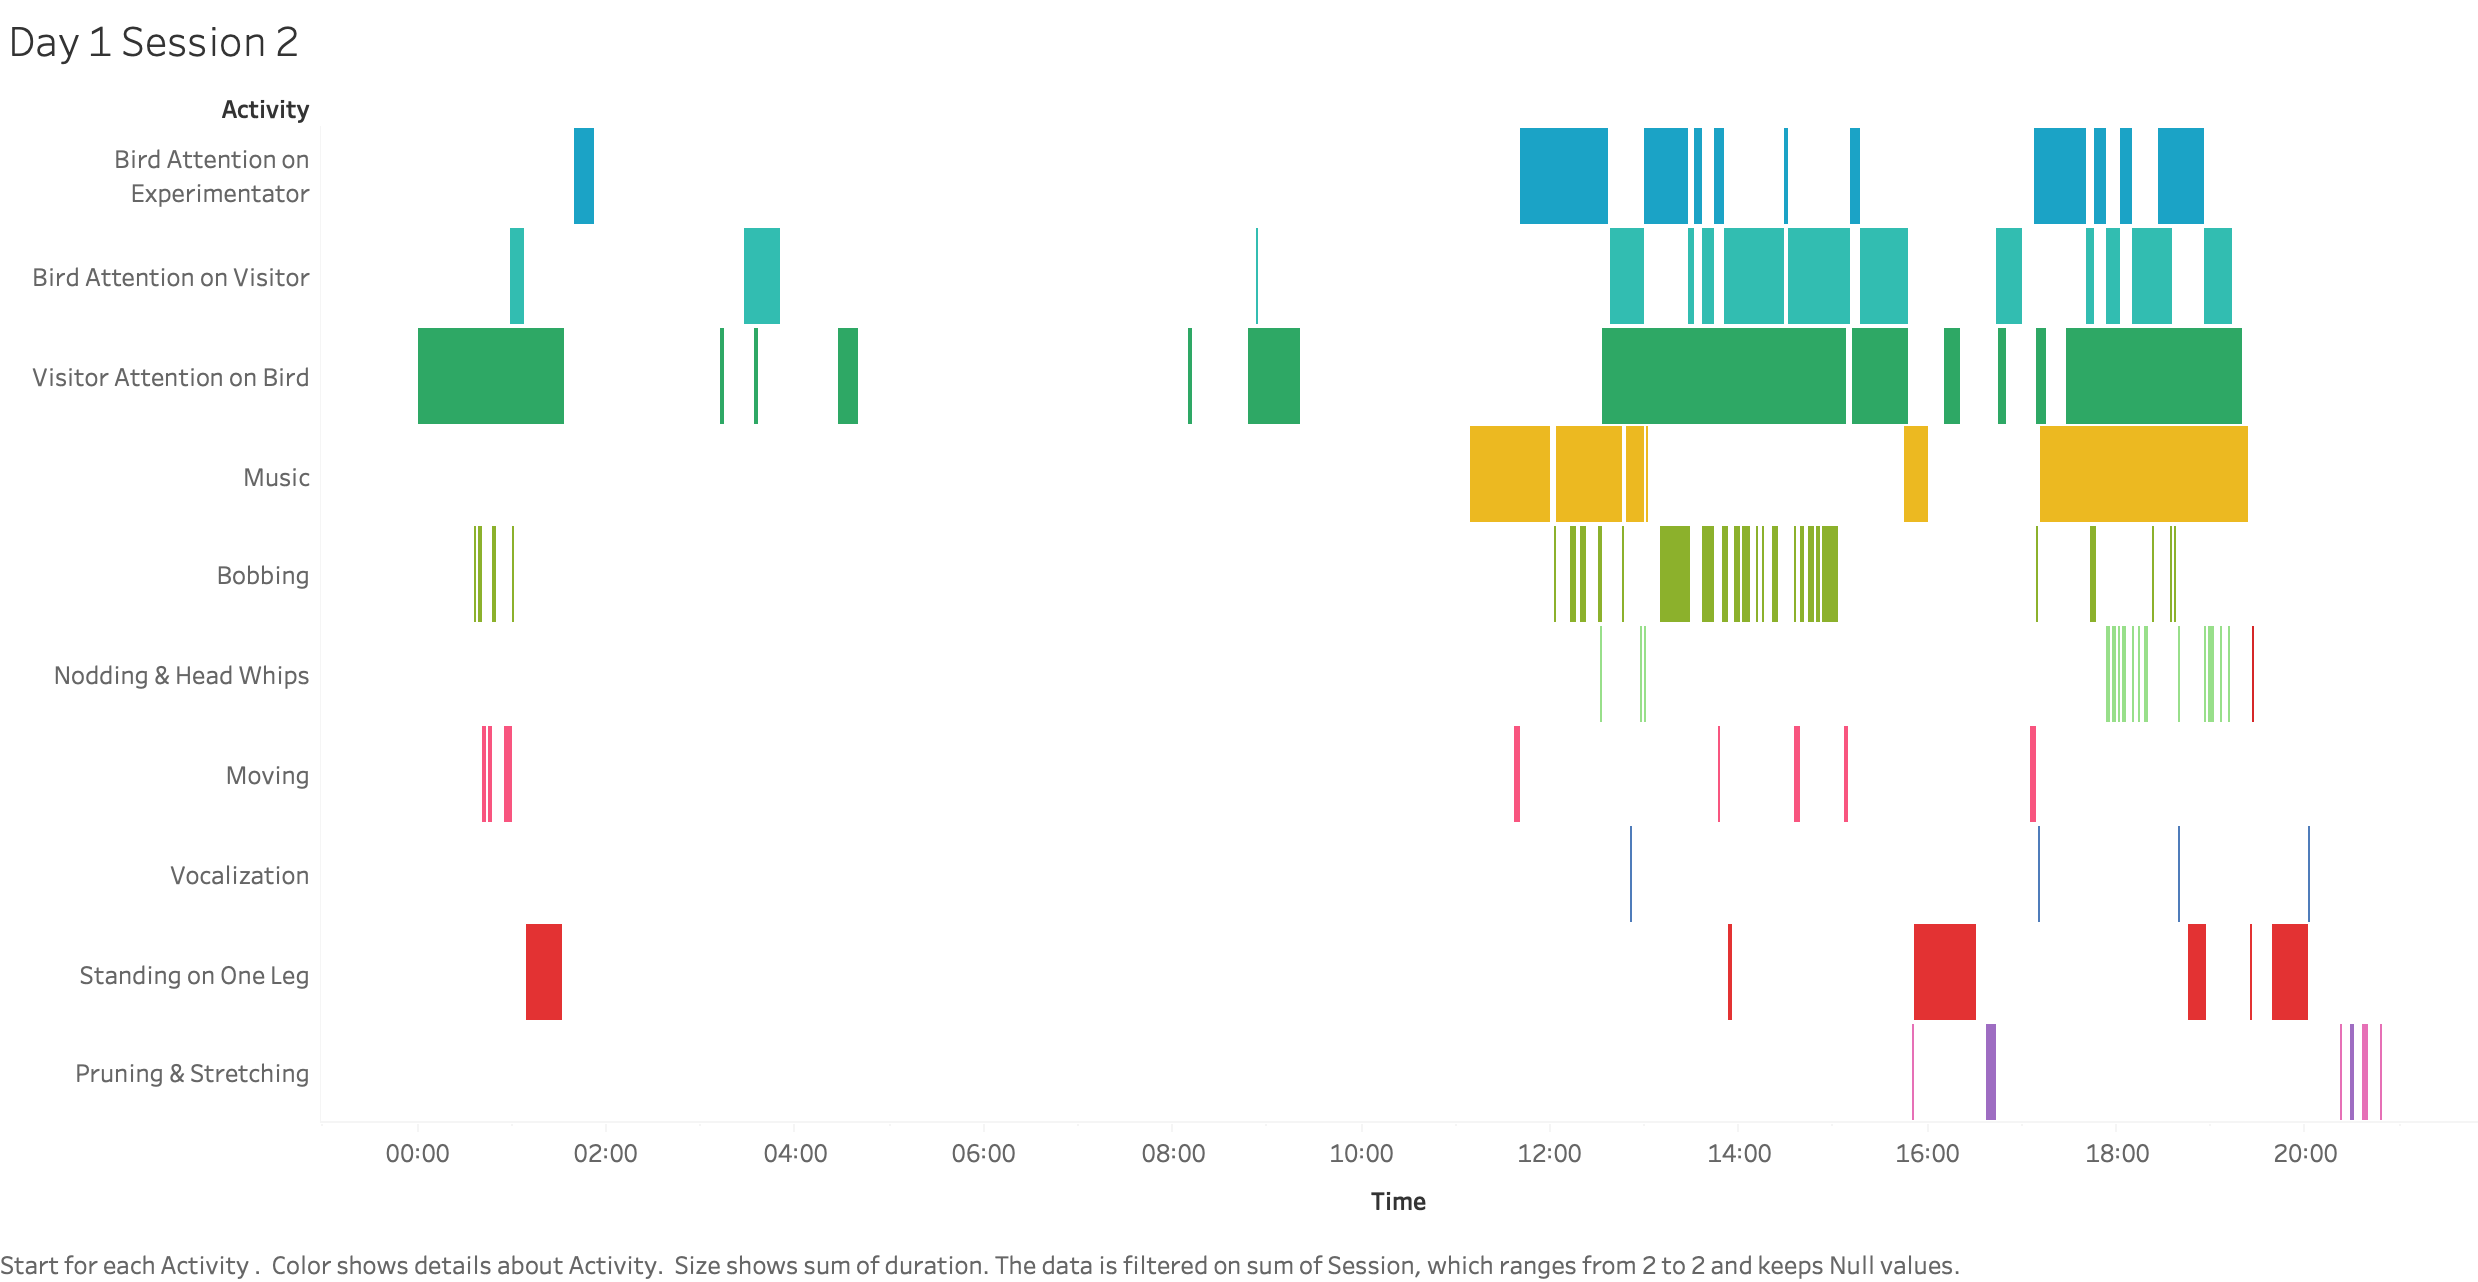 Day 1 Session 2
Activity
Bird Attention on
Experimentator
Bird Attention on Visitor
Visitor Attention on Bird
Music
Bobbing
Nodding & Head Whips
Moving
Vocalization
Standing on One Leg
Pruning & Stretching
00:00 02:00 04:00 06:00 08:00 10:00 12:00 14:00 16:00 18:00 20:00
Time
Start for each Activity .  Color shows details about Activity.  Size shows sum of duration. The data is filtered on sum of Session, which ranges from 2 to 2 and keeps Null values.